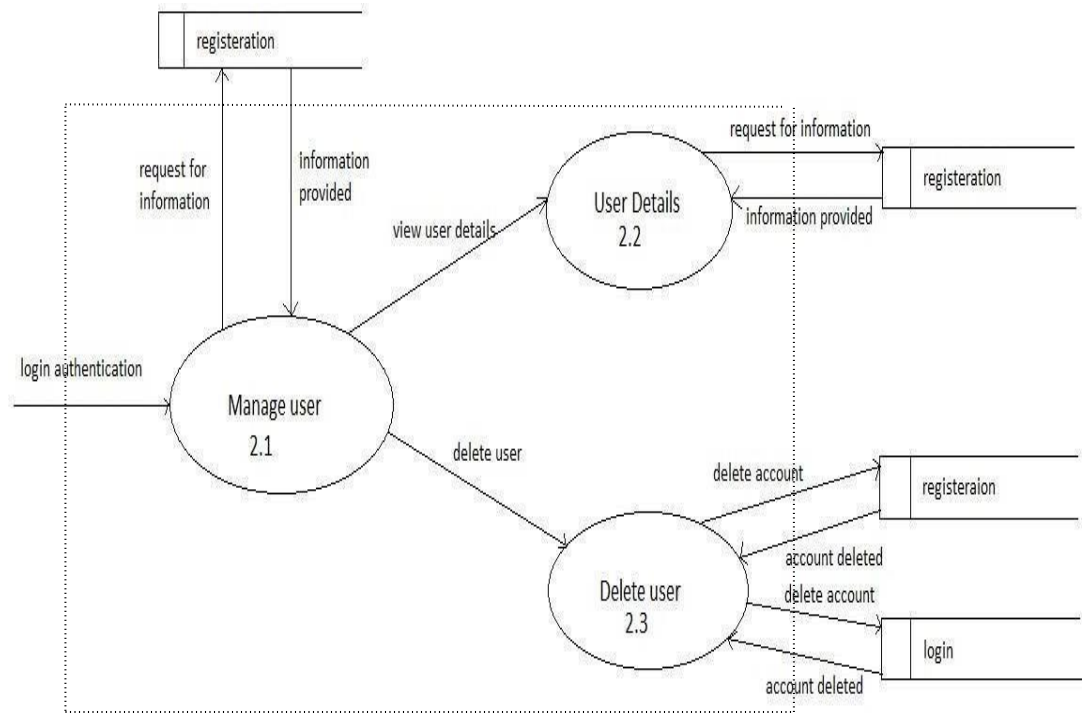 registeration
request for
information
information
provided
request for information
registeration
information provided
User Details
2.2
view user details
login authentication
Manage user
2.1
delete user
delete account
registeraion
account deleted
Delete user
2.3
delete account
login
account deleted